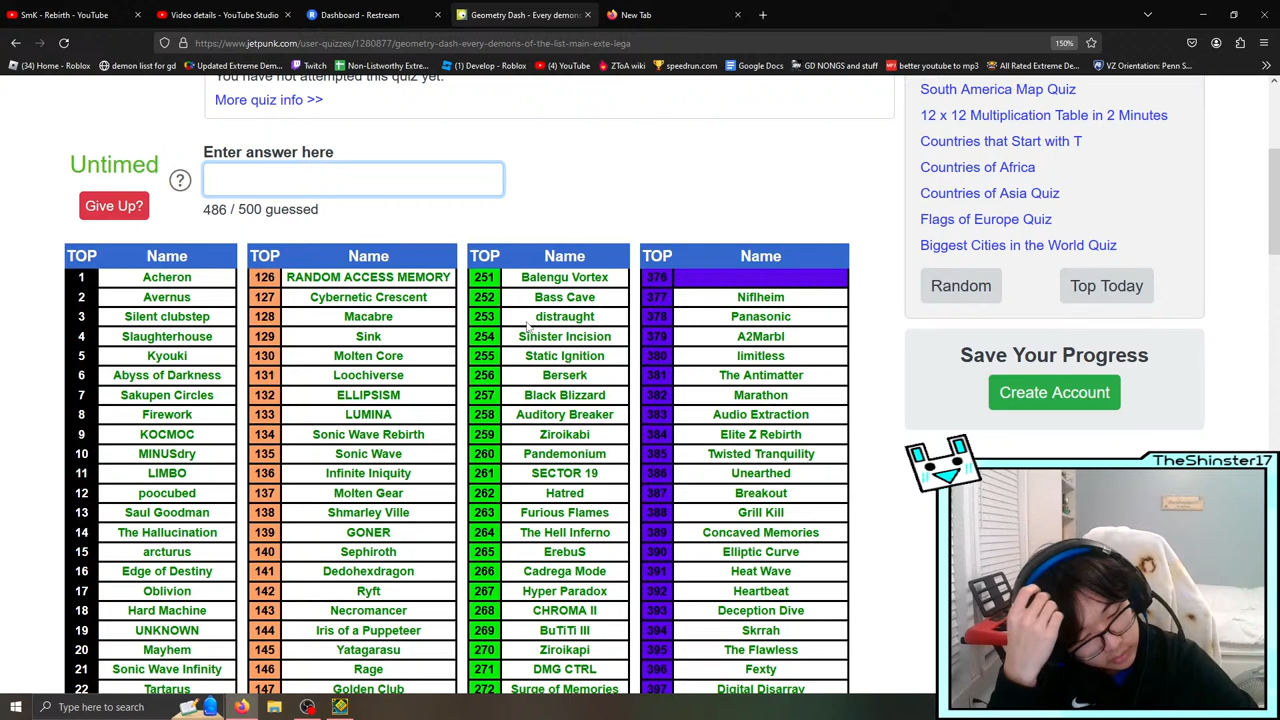 SmK - Rebirth - YouTube
Video details - YouTube Studio
Dashboard - Restream
Geometry Dash - Every demons
New Tab
https://www.jetpunk.com/user-quizzes/1280877/geometry-dash-every-demons-of-the-list-main-exte-lega
150%
(34) Home - Roblox
demon lisst for gd
Updated Extreme Dem...
Twitch
Non-Listworthy Extre...
(1) Develop - Roblox
(4) YouTube
ZToA wiki
speedrun.com
Google Docs
GD NONGS and stuff
better youtube to mp3
All Rated Extreme De...
VZ Orientation: Penn S...
You have not attempted this quiz yet.
More quiz info >>
Untimed
Give Up?
?
Enter answer here
486 / 500 guessed
TOP Name TOP Name TOP Name TOP Name
1 Acheron 126 RANDOM ACCESS MEMORY 251 Balengu Vortex 376
2 Avernus 127 Cybernetic Crescent 252 Bass Cave 377 Niflheim
3 Silent clubstep 128 Macabre 253 distraught 378 Panasonic
4 Slaughterhouse 129 Sink 254 Sinister Incision 379 A2Marbl
5 Kyouki 130 Molten Core 255 Static Ignition 380 limitless
6 Abyss of Darkness 131 Loochiverse 256 Berserk 381 The Antimatter
7 Sakupen Circles 132 ELLIPSISM 257 Black Blizzard 382 Marathon
8 Firework 133 LUMINA 258 Auditory Breaker 383 Audio Extraction
9 KOCMOC 134 Sonic Wave Rebirth 259 Ziroikabi 384 Elite Z Rebirth
10 MINUSdry 135 Sonic Wave 260 Pandemonium 385 Twisted Tranquility
11 LIMBO 136 Infinite Iniquity 261 SECTOR 19 386 Unearthed
12 poocubed 137 Molten Gear 262 Hatred 387 Breakout
13 Saul Goodman 138 Shmarley Ville 263 Furious Flames 388 Grill Kill
14 The Hallucination 139 GONER 264 The Hell Inferno 389 Concaved Memories
15 arcturus 140 Sephiroth 265 ErebuS 390 Elliptic Curve
16 Edge of Destiny 141 Dedohexdragon 266 Cadrega Mode 391 Heat Wave
17 Oblivion 142 Ryft 267 Hyper Paradox 392 Heartbeat
18 Hard Machine 143 Necromancer 268 CHROMA II 393 Deception Dive
19 UNKNOWN 144 Iris of a Puppeteer 269 BuTiTi III 394 Skrrah
20 Mayhem 145 Yatagarasu 270 Ziroikapi 395 The Flawless
21 Sonic Wave Infinity 146 Rage 271 DMG CTRL 396 Fexty
22 Tartarus 147 Golden Club 272 Surge of Memories 397 Digital Disarray
South America Map Quiz
12 x 12 Multiplication Table in 2 Minutes
Countries that Start with T
Countries of Africa
Countries of Asia Quiz
Flags of Europe Quiz
Biggest Cities in the World Quiz
Random
Top Today
Save Your Progress
Create Account
TheShinster17
Type here to search